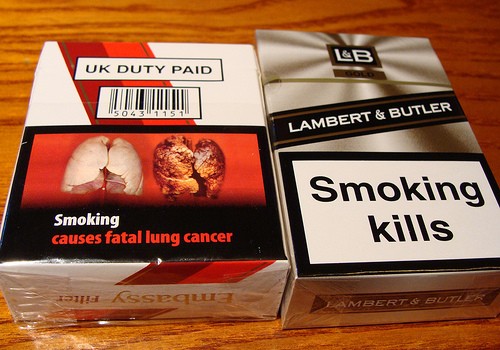 UK DUTY PAID
5043 1151
Smoking
causes fatal lung cancer
Embassy Filter
L&B
GOLD
LAMBERT & BUTLER
Smoking
kills
LAMBERT & BUTLER